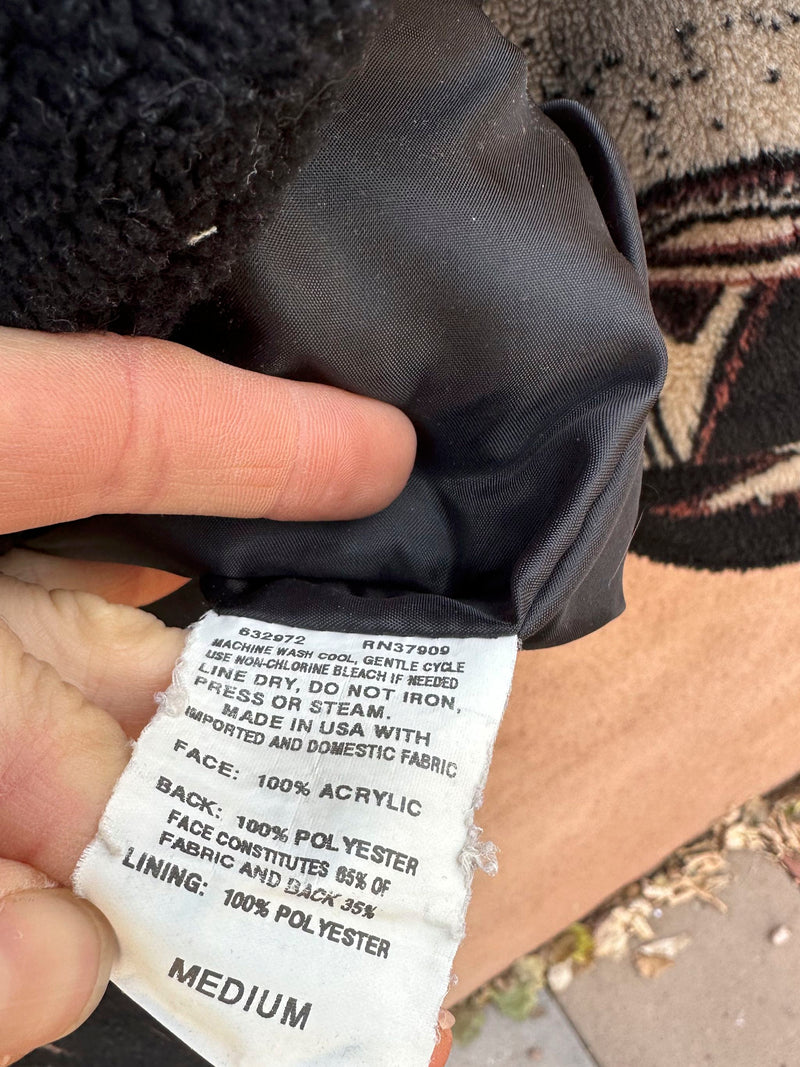 632972 RN37909
MACHINE WASH COOL, GENTLE CYCLE
USE NON-CHLORINE BLEACH IF NEEDED
LINE DRY, DO NOT IRON,
PRESS OR STEAM.
MADE IN USA WITH
IMPORTED AND DOMESTIC FABRIC
FACE: 100% ACRYLIC
BACK: 100% POLYESTER
FACE CONSTITUTES 65% OF
FABRIC AND BACK 35%
LINING: 100% POLYESTER
MEDIUM